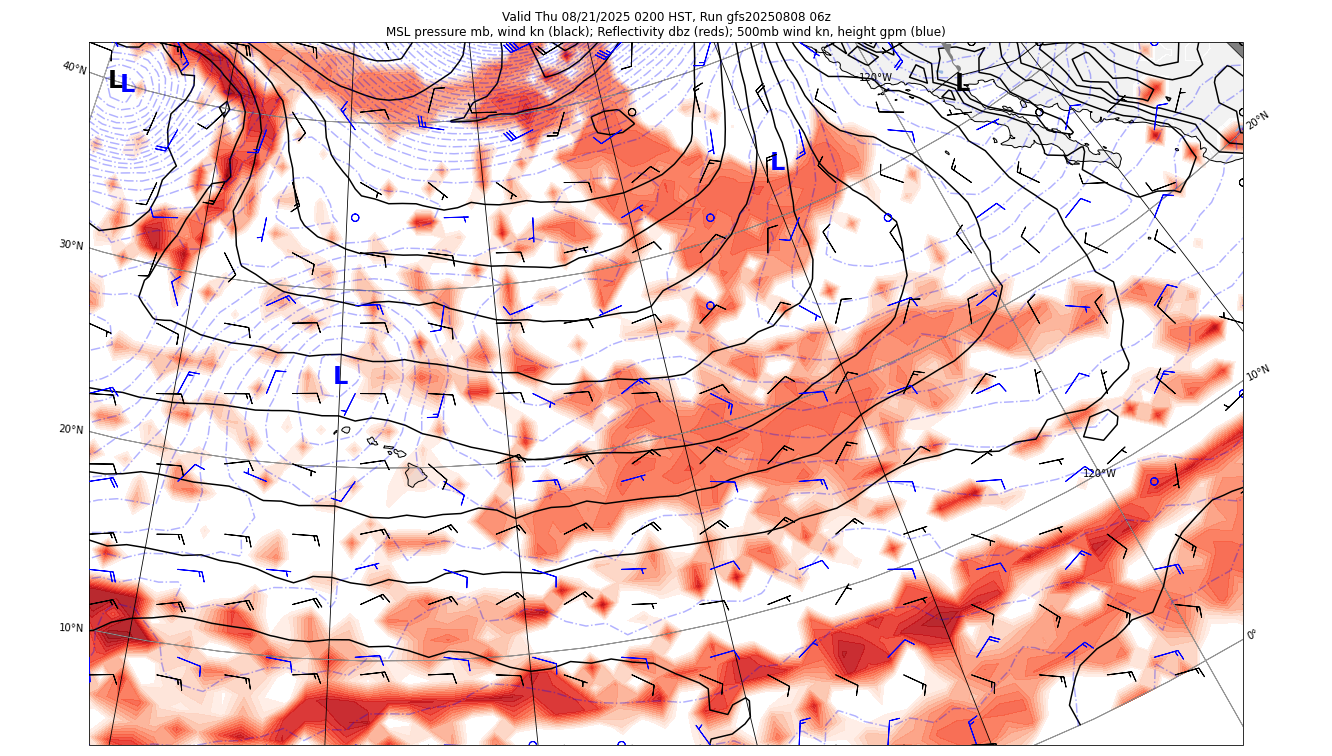 Valid Thu 08/21/2025 0200 HST, Run gfs20250808 06z
MSL pressure mb, wind kn (black); Reflectivity dbz (reds); 500mb wind kn, height gpm (blue)
40°N
L
L
120°W
L
20°N
L
30°N
L
10°N
20°N
120°W
10°N
0°